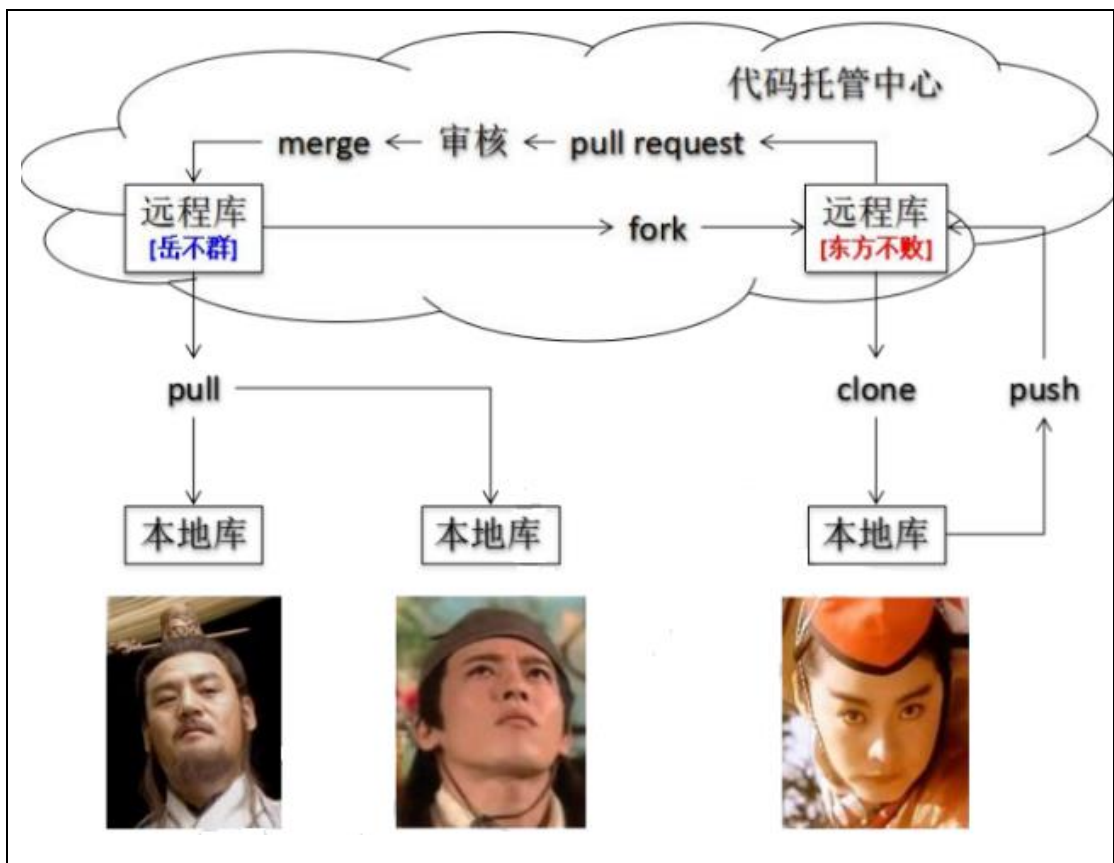 代码托管中心
merge
审核
pull request
远程库
[岳不群]
fork
远程库
[东方不败]
pull
clone
push
本地库
本地库
本地库